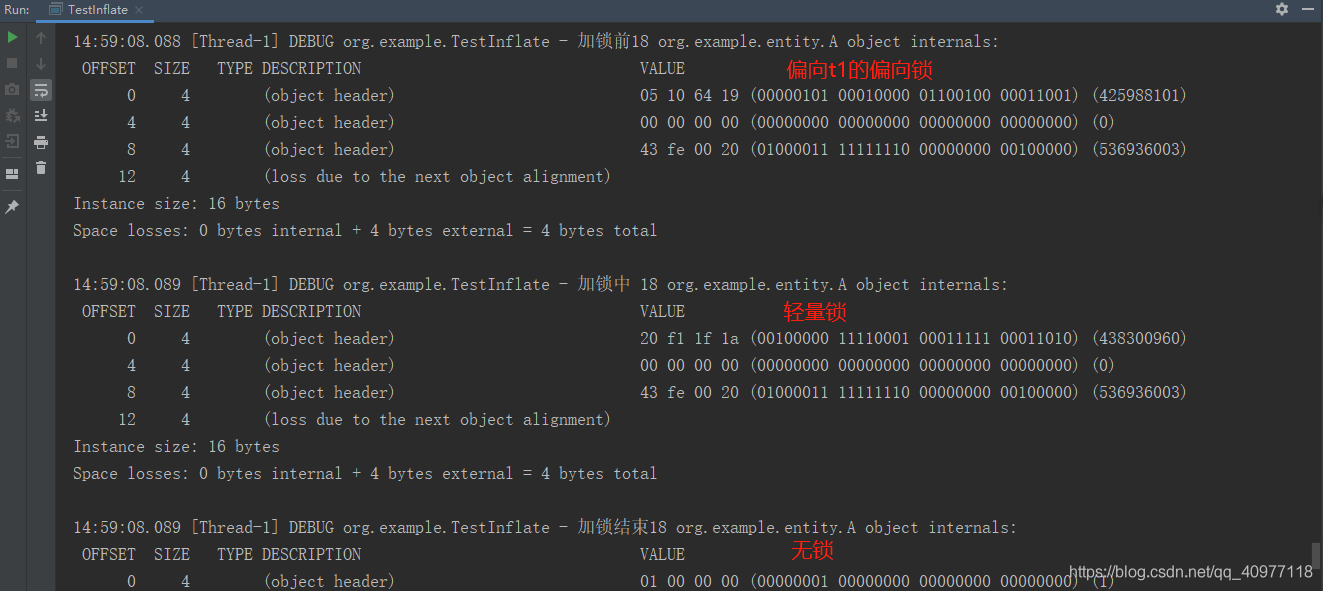 Run: TestInflate ×
14:59:08.088 [Thread-1] DEBUG org.example.TestInflate - 加锁前18 org.example.entity.A object internals:
OFFSET SIZE TYPE DESCRIPTION VALUE 偏向t1的偏向锁
0 4 (object header) 05 10 64 19 (00000101 00010000 01100100 00011001) (425988101)
4 4 (object header) 00 00 00 00 (00000000 00000000 00000000 00000000) (0)
8 4 (object header) 43 fe 00 20 (01000011 11111110 00000000 00100000) (536936003)
12 4 (loss due to the next object alignment)
Instance size: 16 bytes
Space losses: 0 bytes internal + 4 bytes external = 4 bytes total
14:59:08.089 [Thread-1] DEBUG org.example.TestInflate - 加锁中 18 org.example.entity.A object internals:
OFFSET SIZE TYPE DESCRIPTION VALUE 轻量锁
0 4 (object header) 20 f1 1f 1a (00100000 11110001 00011111 00011010) (438300960)
4 4 (object header) 00 00 00 00 (00000000 00000000 00000000 00000000) (0)
8 4 (object header) 43 fe 00 20 (01000011 11111110 00000000 00100000) (536936003)
12 4 (loss due to the next object alignment)
Instance size: 16 bytes
Space losses: 0 bytes internal + 4 bytes external = 4 bytes total
14:59:08.089 [Thread-1] DEBUG org.example.TestInflate - 加锁结束18 org.example.entity.A object internals:
OFFSET SIZE TYPE DESCRIPTION VALUE 无锁
0 4 (object header) 01 00 00 00 (00000001 00000000 00000000 00000000) (1)
https://blog.csdn.net/qq_40977118